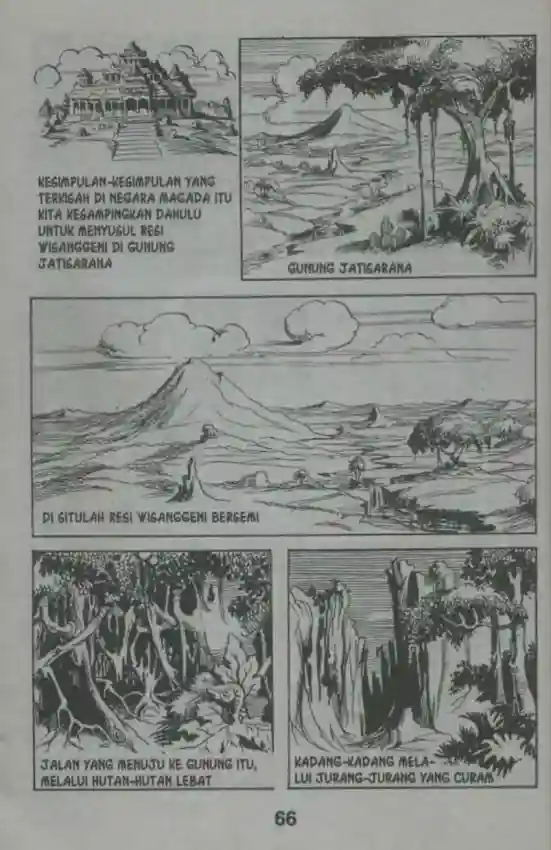 KESIMPULAN-KESIMPULAN YANG
TERKISAH DI NEGARA MAGADA ITU
KITA KESAMPINGKAN DAHULU
UNTUK MENYUSUL RESI
WISANGGENI DI GUNUNG
JATISARANA
GUNUNG JATISARANA
DI SITULAH RESI WISANGGENI BERSEMI
JALAN YANG MENUJU KE GUNUNG ITU,
MELALUI HUTAN-HUTAN LEBAT
KADANG-KADANG MELA-
LUI JURANG-JURANG YANG CURAM
66